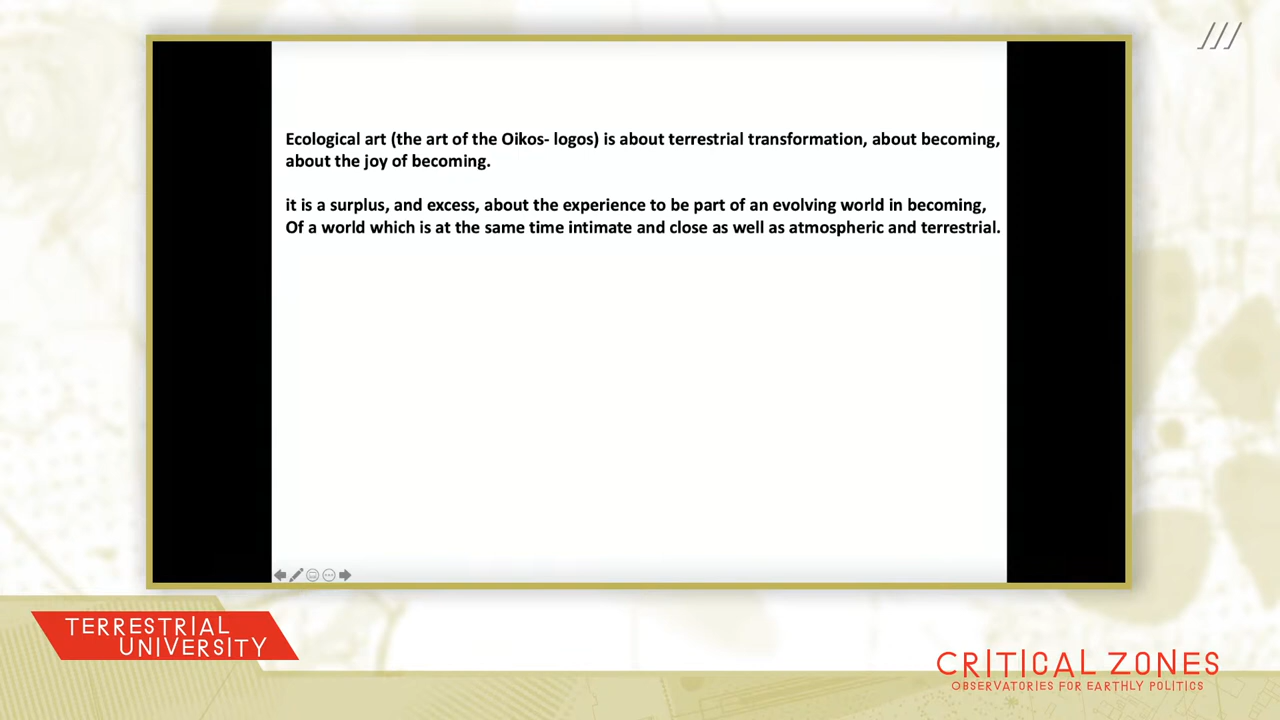 Ecological art (the art of the Oikos- logos) is about terrestrial transformation, about becoming,
about the joy of becoming.
it is a surplus, and excess, about the experience to be part of an evolving world in becoming,
Of a world which is at the same time intimate and close as well as atmospheric and terrestrial.
TERRESTRIAL
UNIVERSITY
CRITICAL ZONES
OBSERVATORIES FOR EARTHLY POLITICS